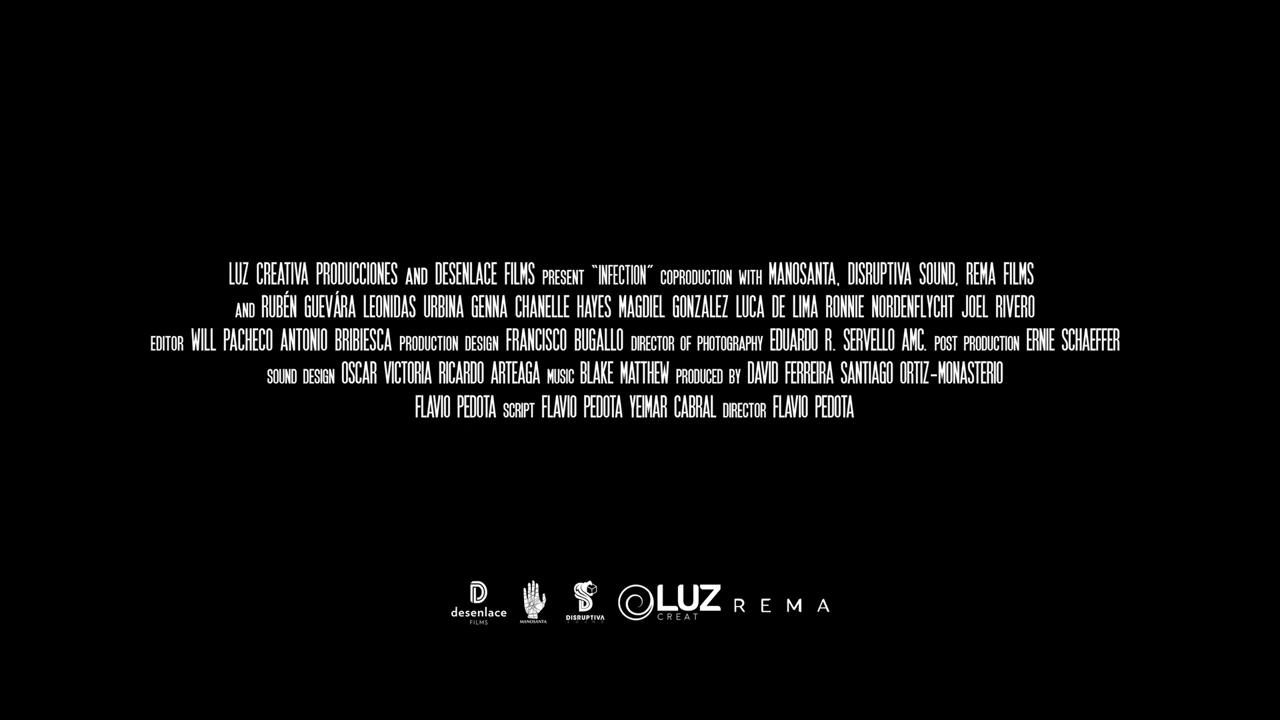 LUZ CREATIVA PRODUCCIONES AND DESENLACE FILMS PRESENT “INFECTION” COPRODUCTION WITH MANOSANTA, DISRUPTIVA SOUND, REMA FILMS
AND RUBÉN GUEVÁRA LEONIDAS URBINA GENNA CHANELLE HAYES MAGDIEL GONZALEZ LUCA DE LIMA RONNIE NORDENFLYCHT JOEL RIVERO
EDITOR WILL PACHECO ANTONIO BRIBIESCA PRODUCTION DESIGN FRANCISCO BUGALLO DIRECTOR OF PHOTOGRAPHY EDUARDO R. SERVELLO AMC. POST PRODUCTION ERNIE SCHAEFFER
SOUND DESIGN OSCAR VICTORIA RICARDO ARTEAGA MUSIC BLAKE MATTHEW PRODUCED BY DAVID FERREIRA SANTIAGO ORTIZ-MONASTERIO
FLAVIO PEDOTA SCRIPT FLAVIO PEDOTA YEIMAR CABRAL DIRECTOR FLAVIO PEDOTA
desenlace
FILMS
MANOSANTA
DISRUPTIVA
SOUND
LUZ
CREAT
REMA